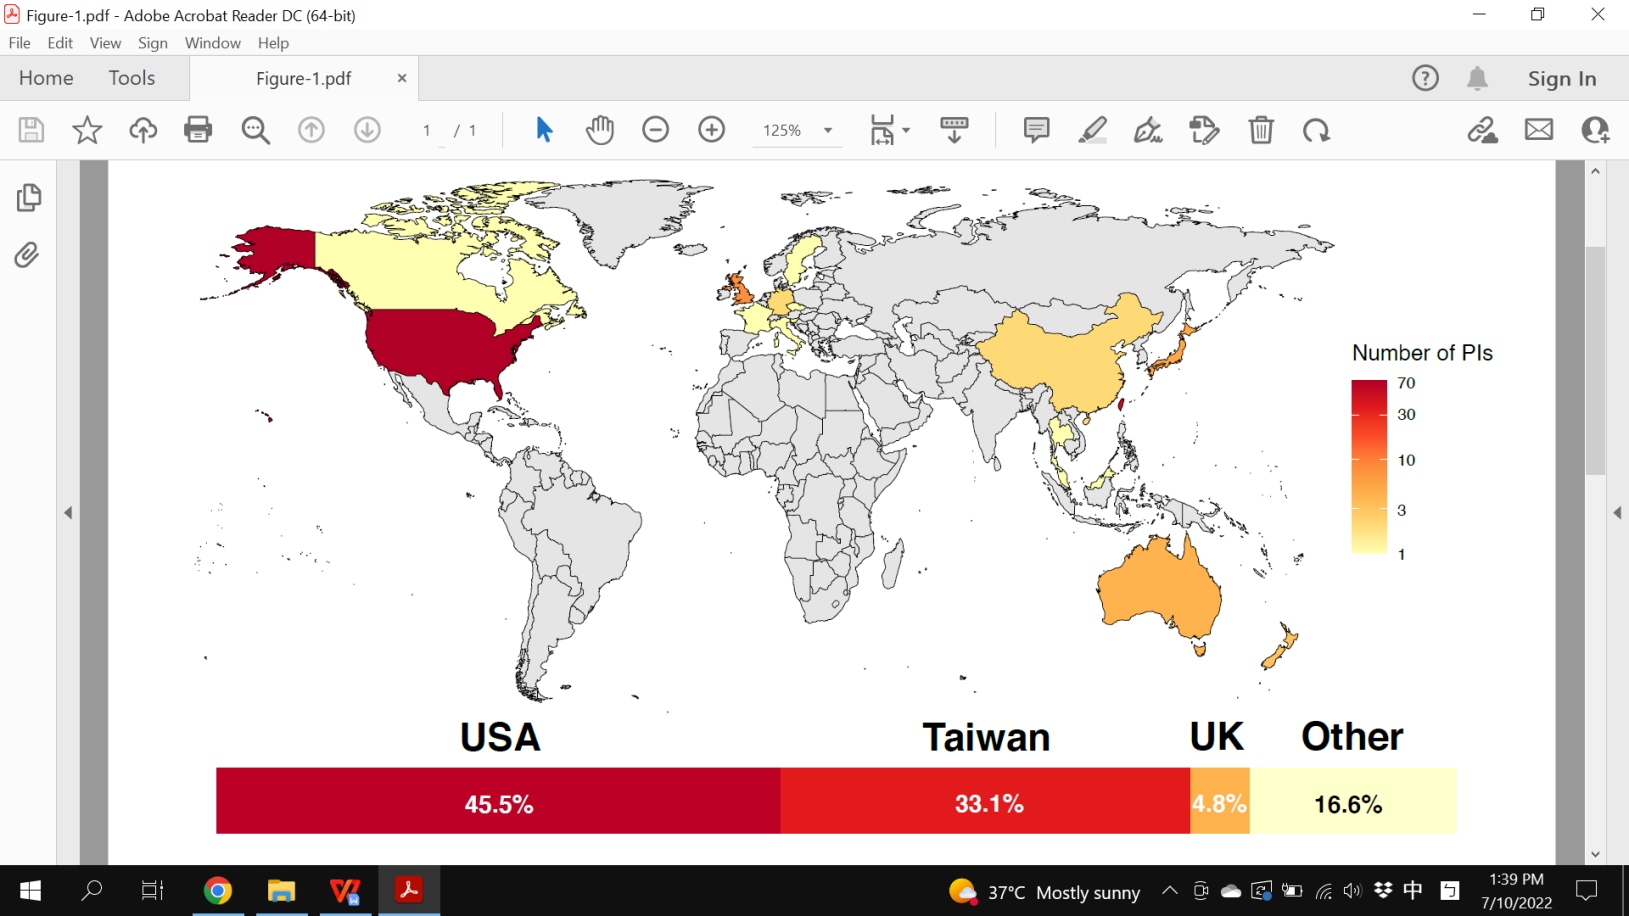 Figure-1.pdf - Adobe Acrobat Reader DC (64-bit)
File Edit View Sign Window Help
Home Tools Figure-1.pdf × ? Sign In
1 / 1 125%
Number of PIs
70
30
10
3
1
USA Taiwan UK Other
45.5% 33.1% 4.8% 16.6%
37°C Mostly sunny 中 ㄅ 1:39 PM
7/10/2022